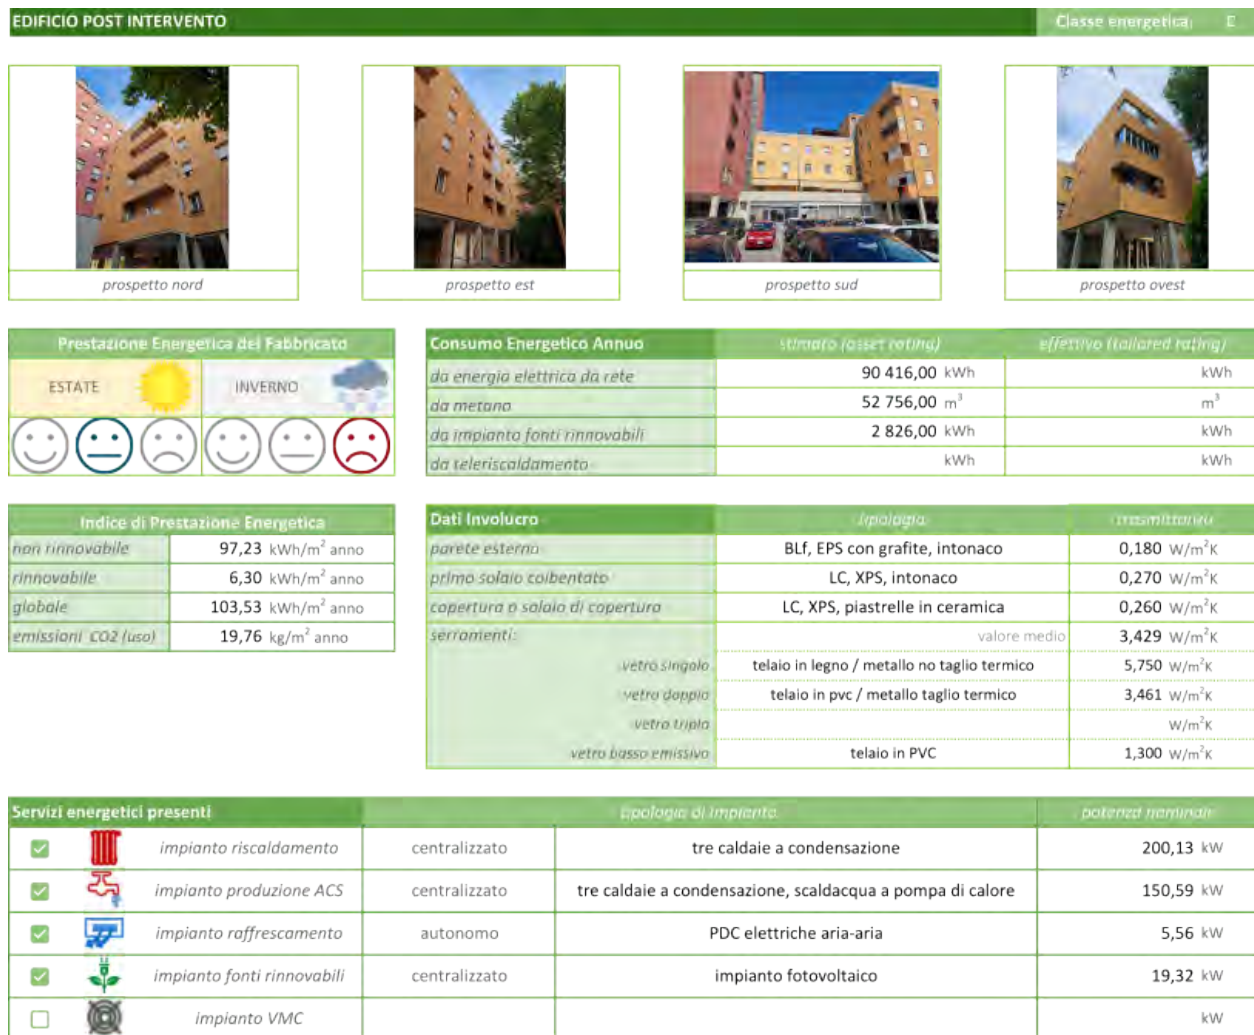 EDIFICIO POST INTERVENTO Classe energetica: E
prospetto nord prospetto est prospetto sud prospetto ovest
Prestazione Energetica del Fabbricato
ESTATE INVERNO
Consumo Energetico Annuo stimato (asset rating) effettivo (tailored rating)
da energia elettrica da rete 90 416,00 kWh kWh
da metano 52 756,00 m³ m³
da impianto fonti rinnovabili 2 826,00 kWh kWh
da teleriscaldamento kWh kWh
Indice di Prestazione Energetica
non rinnovabile 97,23 kWh/m² anno
rinnovabile 6,30 kWh/m² anno
globale 103,53 kWh/m² anno
emissioni CO2 (uso) 19,76 kg/m² anno
Dati Involucro tipologia trasmittanza
parete esterna BLf, EPS con grafite, intonaco 0,180 W/m²K
primo solaio coibentato LC, XPS, intonaco 0,270 W/m²K
copertura o solaio di copertura LC, XPS, piastrelle in ceramica 0,260 W/m²K
serramenti: valore medio 3,429 W/m²K
vetro singolo telaio in legno / metallo no taglio termico 5,750 W/m²K
vetro doppio telaio in pvc / metallo taglio termico 3,461 W/m²K
vetro triplo W/m²K
vetro basso emissivo telaio in PVC 1,300 W/m²K
Servizi energetici presenti tipologia di impianto potenza nominale
impianto riscaldamento centralizzato tre caldaie a condensazione 200,13 kW
impianto produzione ACS centralizzato tre caldaie a condensazione, scaldacqua a pompa di calore 150,59 kW
impianto raffrescamento autonomo PDC elettriche aria-aria 5,56 kW
impianto fonti rinnovabili centralizzato impianto fotovoltaico 19,32 kW
impianto VMC kW